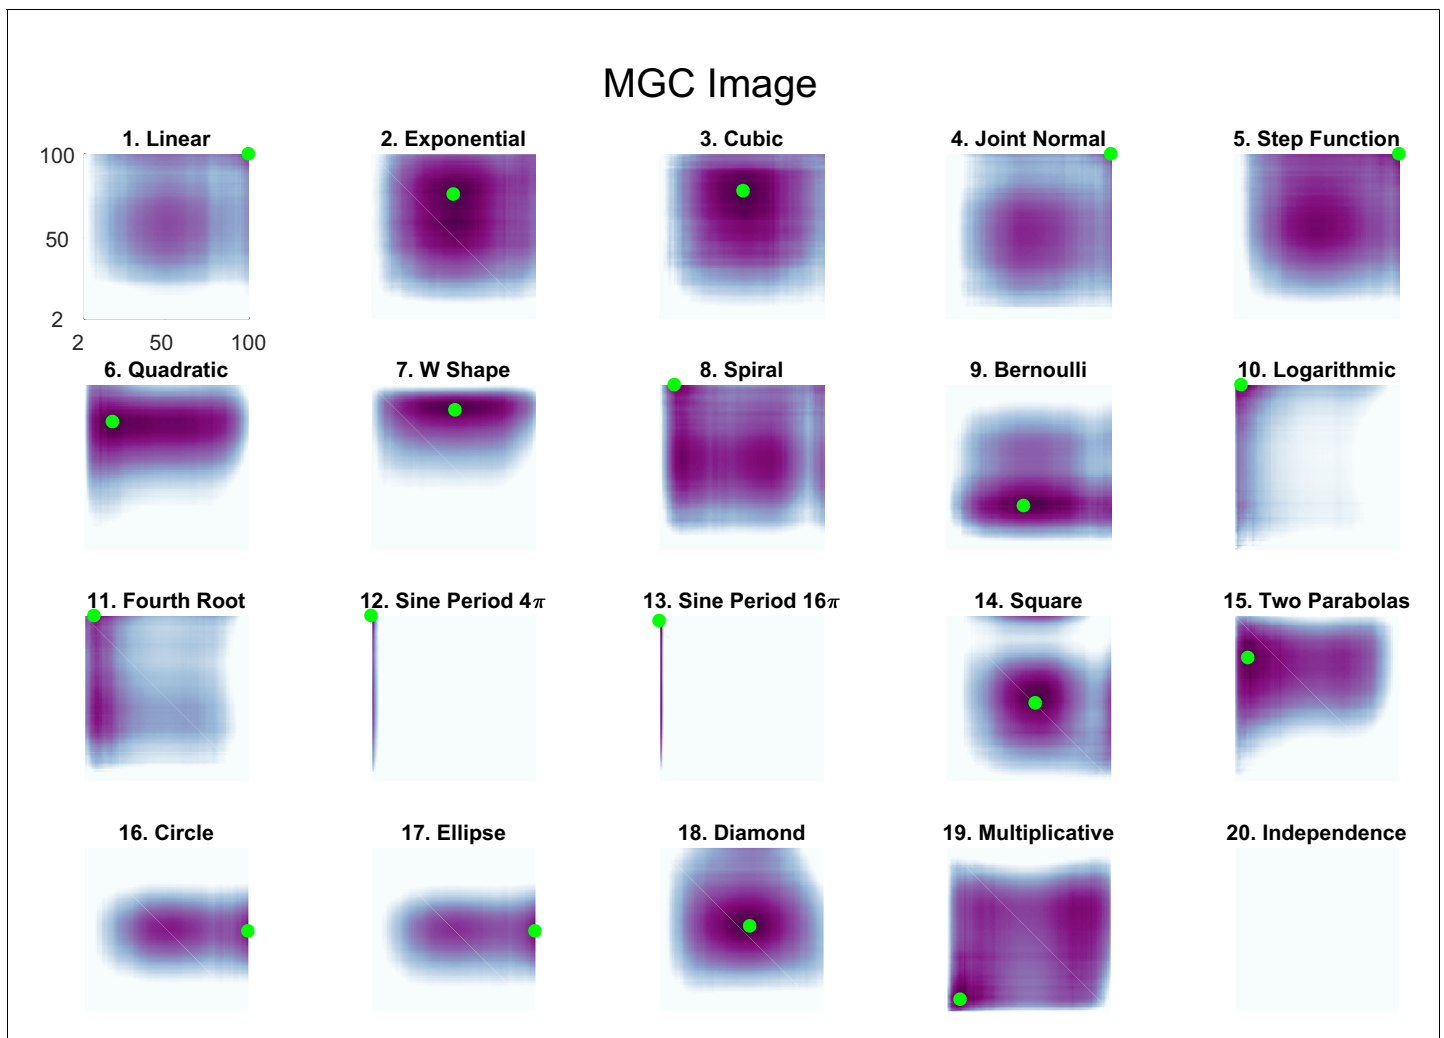 MGC Image
1. Linear
2. Exponential
3. Cubic
4. Joint Normal
5. Step Function
100
50
2
2 50 100
6. Quadratic
7. W Shape
8. Spiral
9. Bernoulli
10. Logarithmic
11. Fourth Root
12. Sine Period 4π
13. Sine Period 16π
14. Square
15. Two Parabolas
16. Circle
17. Ellipse
18. Diamond
19. Multiplicative
20. Independence